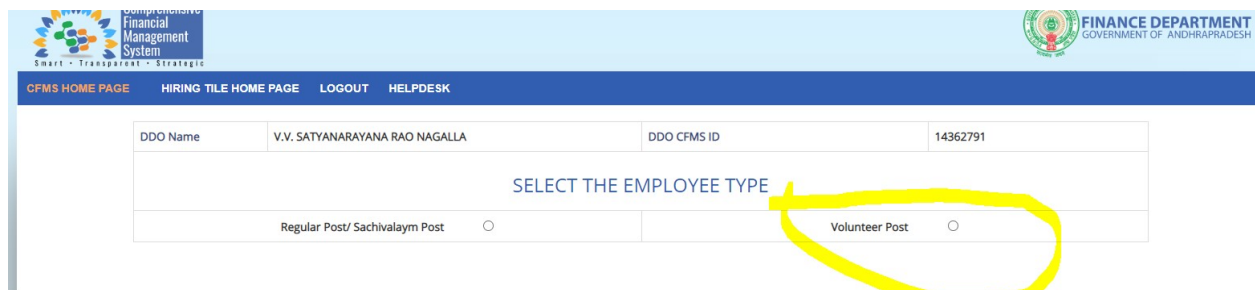 Comprehensive
Financial
Management
System
Smart • Transparent • Strategic
FINANCE DEPARTMENT
GOVERNMENT OF ANDHRAPRADESH
CFMS HOME PAGE HIRING TILE HOME PAGE LOGOUT HELPDESK
DDO Name V.V. SATYANARAYANA RAO NAGALLA DDO CFMS ID 14362791
SELECT THE EMPLOYEE TYPE
Regular Post/ Sachivalaym Post Volunteer Post